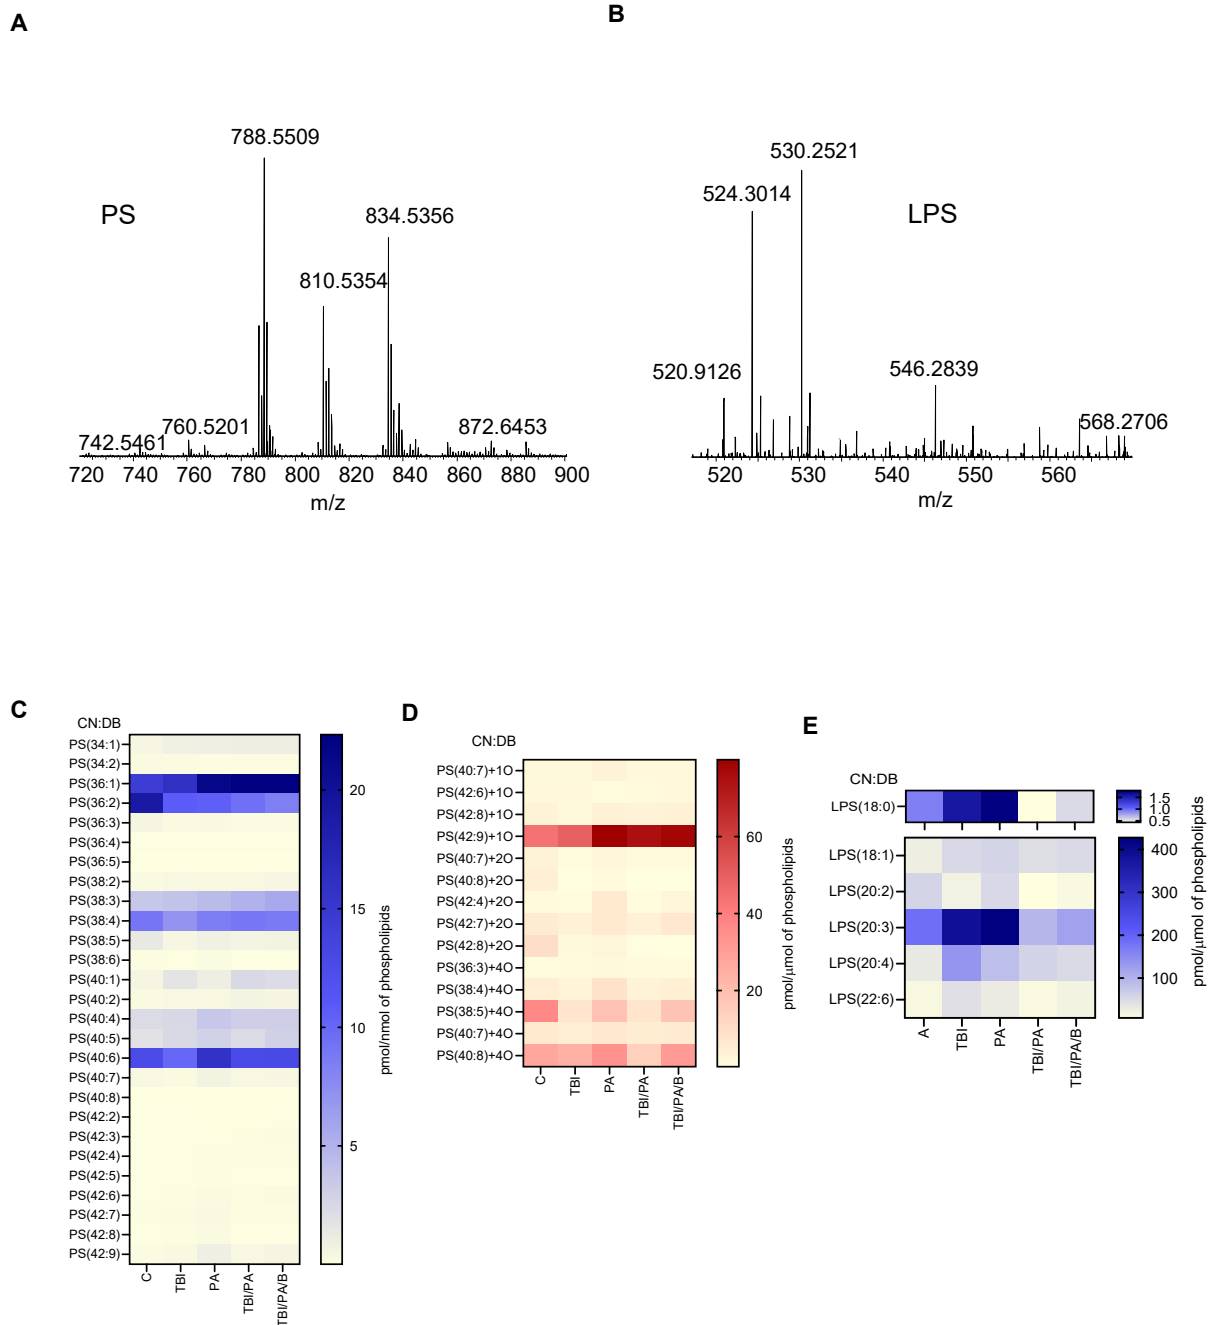 A
B
788.5509
530.2521
524.3014
PS
834.5356
LPS
810.5354
546.2839
520.9126
742.5461
760.5201
872.6453
568.2706
720 740 760 780 800 820 840 860 880 900
520 530 540 550 560
m/z
m/z
C
CN:DB
PS(34:1)
PS(34:2)
PS(36:1)
PS(36:2)
PS(36:3)
PS(36:4)
PS(36:5)
PS(38:2)
PS(38:3)
PS(38:4)
PS(38:5)
PS(38:6)
PS(40:1)
PS(40:2)
PS(40:4)
PS(40:5)
PS(40:6)
PS(40:7)
PS(40:8)
PS(42:2)
PS(42:3)
PS(42:4)
PS(42:5)
PS(42:6)
PS(42:7)
PS(42:8)
PS(42:9)
C
TBI
PA
TBI/PA
TBI/PA/B
20
15
10
5
pmol/nmol of phospholipids
D
CN:DB
PS(40:7)+1O
PS(42:6)+1O
PS(42:8)+1O
PS(42:9)+1O
PS(40:7)+2O
PS(40:8)+2O
PS(42:4)+2O
PS(42:7)+2O
PS(42:8)+2O
PS(36:3)+4O
PS(38:4)+4O
PS(38:5)+4O
PS(40:7)+4O
PS(40:8)+4O
C
TBI
PA
TBI/PA
TBI/PA/B
60
40
20
pmol/μmol of phospholipids
E
CN:DB
LPS(18:0)
1.5
1.0
0.5
LPS(18:1)
LPS(20:2)
LPS(20:3)
LPS(20:4)
LPS(22:6)
A
TBI
PA
TBI/PA
TBI/PA/B
400
300
200
100
pmol/μmol of phospholipids